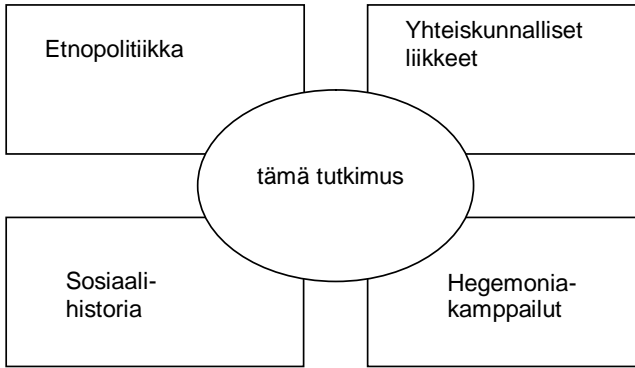 Etnopolitiikka
Yhteiskunnalliset
liikkeet
tämä tutkimus
Sosiaali-
historia
Hegemonia-
kamppailut